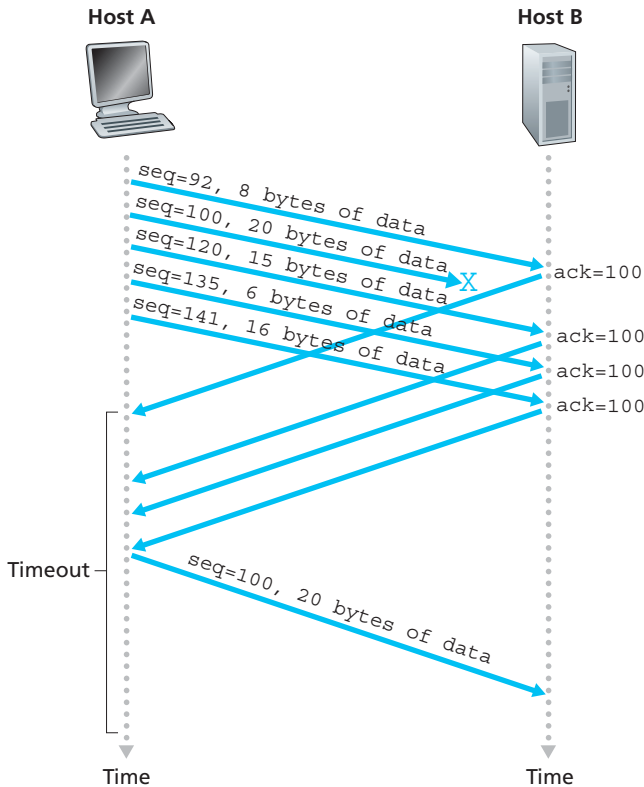 Host A
Host B
seq=92, 8 bytes of data
seq=100, 20 bytes of data
seq=120, 15 bytes of data
seq=135, 6 bytes of data
seq=141, 16 bytes of data
X
ack=100
ack=100
ack=100
ack=100
Timeout
seq=100, 20 bytes of data
Time
Time